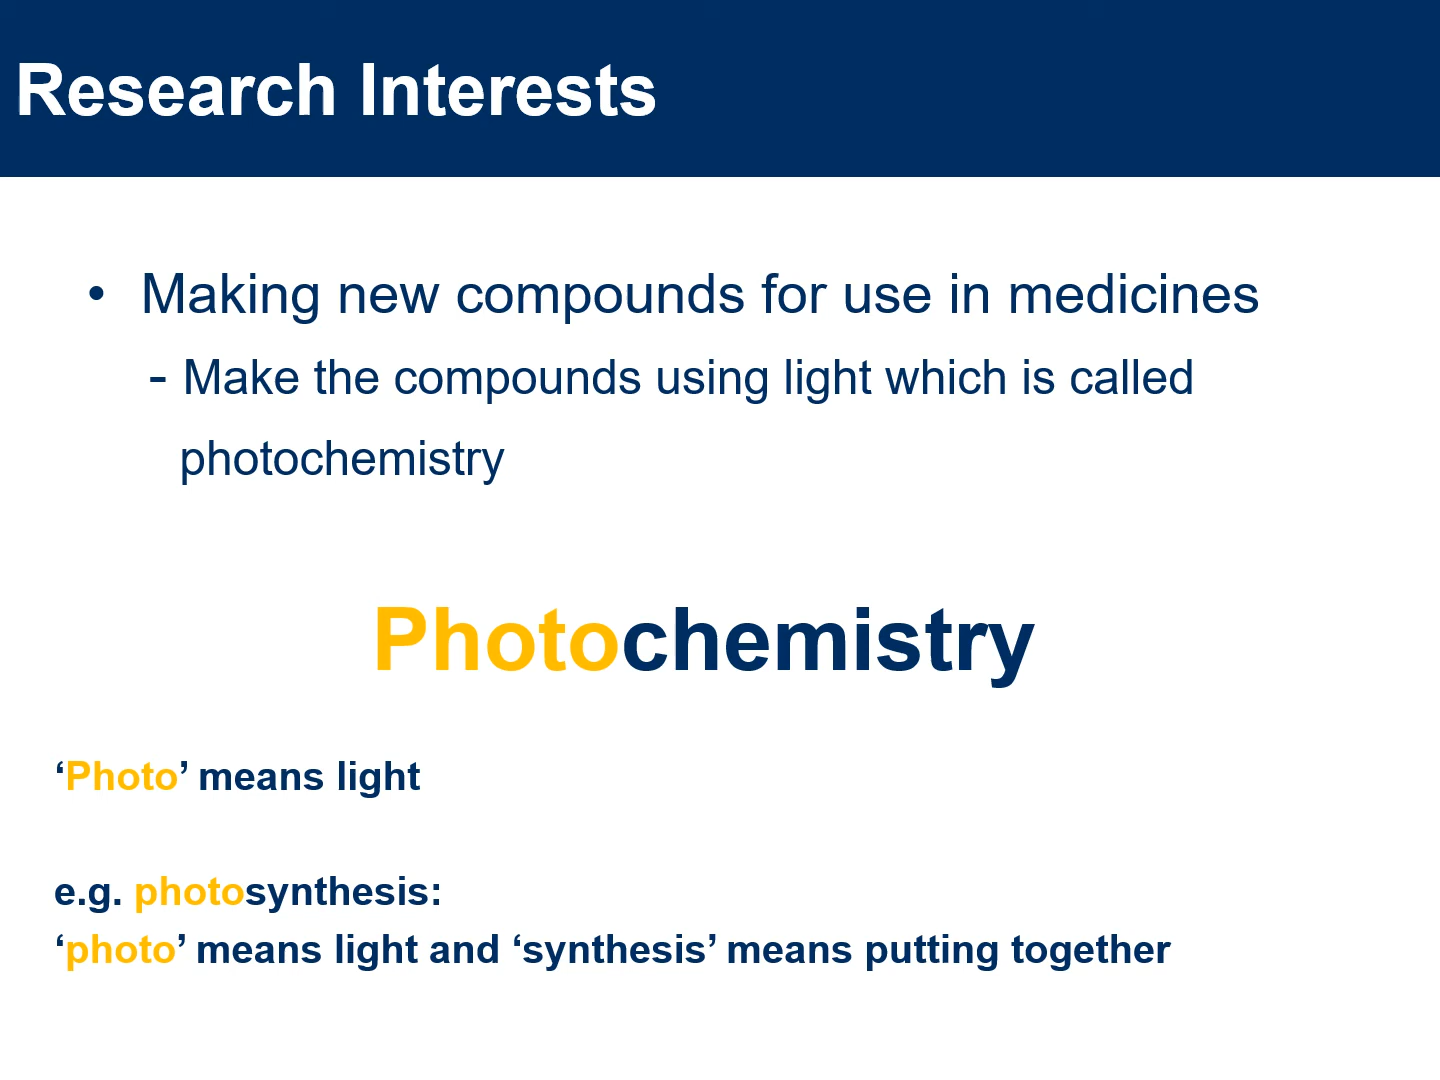 Research Interests
• Making new compounds for use in medicines
- Make the compounds using light which is called
photochemistry
Photochemistry
‘Photo’ means light
e.g. photosynthesis:
‘photo’ means light and ‘synthesis’ means putting together